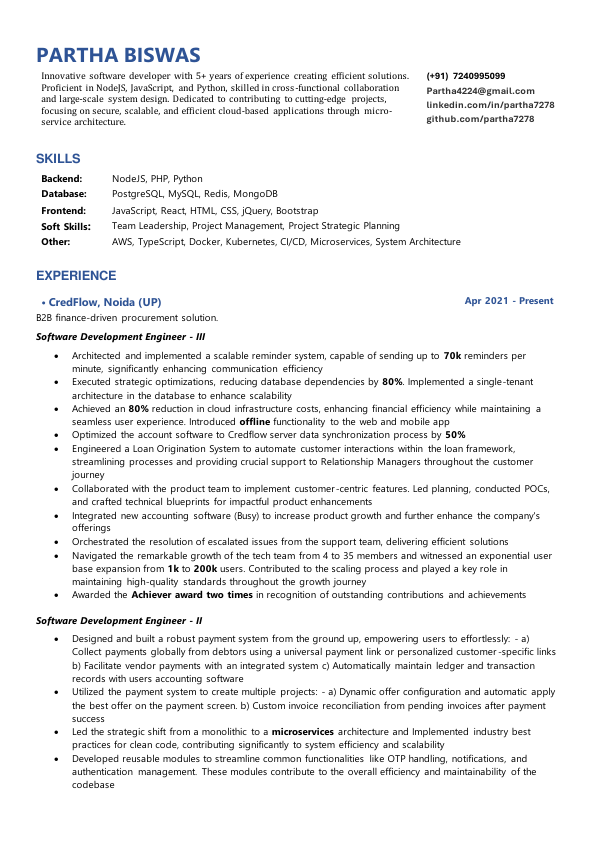 PARTHA BISWAS
Innovative software developer with 5+ years of experience creating efficient solutions.
Proficient in NodeJS, JavaScript, and Python, skilled in cross-functional collaboration
and large-scale system design. Dedicated to contributing to cutting-edge projects,
focusing on secure, scalable, and efficient cloud-based applications through micro-
service architecture.
(+91) 7240995099
Partha4224@gmail.com
linkedin.com/in/partha7278
github.com/partha7278
SKILLS
Backend: NodeJS, PHP, Python
Database: PostgreSQL, MySQL, Redis, MongoDB
Frontend: JavaScript, React, HTML, CSS, jQuery, Bootstrap
Soft Skills: Team Leadership, Project Management, Project Strategic Planning
Other: AWS, TypeScript, Docker, Kubernetes, CI/CD, Microservices, System Architecture
EXPERIENCE
• CredFlow, Noida (UP) Apr 2021 - Present
B2B finance-driven procurement solution.
Software Development Engineer - III
• Architected and implemented a scalable reminder system, capable of sending up to 70k reminders per
minute, significantly enhancing communication efficiency
• Executed strategic optimizations, reducing database dependencies by 80%. Implemented a single-tenant
architecture in the database to enhance scalability
• Achieved an 80% reduction in cloud infrastructure costs, enhancing financial efficiency while maintaining a
seamless user experience. Introduced offline functionality to the web and mobile app
• Optimized the account software to Credflow server data synchronization process by 50%
• Engineered a Loan Origination System to automate customer interactions within the loan framework,
streamlining processes and providing crucial support to Relationship Managers throughout the customer
journey
• Collaborated with the product team to implement customer-centric features. Led planning, conducted POCs,
and crafted technical blueprints for impactful product enhancements
• Integrated new accounting software (Busy) to increase product growth and further enhance the company's
offerings
• Orchestrated the resolution of escalated issues from the support team, delivering efficient solutions
• Navigated the remarkable growth of the tech team from 4 to 35 members and witnessed an exponential user
base expansion from 1k to 200k users. Contributed to the scaling process and played a key role in
maintaining high-quality standards throughout the growth journey
• Awarded the Achiever award two times in recognition of outstanding contributions and achievements
Software Development Engineer - II
• Designed and built a robust payment system from the ground up, empowering users to effortlessly: - a)
Collect payments globally from debtors using a universal payment link or personalized customer-specific links
b) Facilitate vendor payments with an integrated system c) Automatically maintain ledger and transaction
records with users accounting software
• Utilized the payment system to create multiple projects: - a) Dynamic offer configuration and automatic apply
the best offer on the payment screen. b) Custom invoice reconciliation from pending invoices after payment
success
• Led the strategic shift from a monolithic to a microservices architecture and Implemented industry best
practices for clean code, contributing significantly to system efficiency and scalability
• Developed reusable modules to streamline common functionalities like OTP handling, notifications, and
authentication management. These modules contribute to the overall efficiency and maintainability of the
codebase